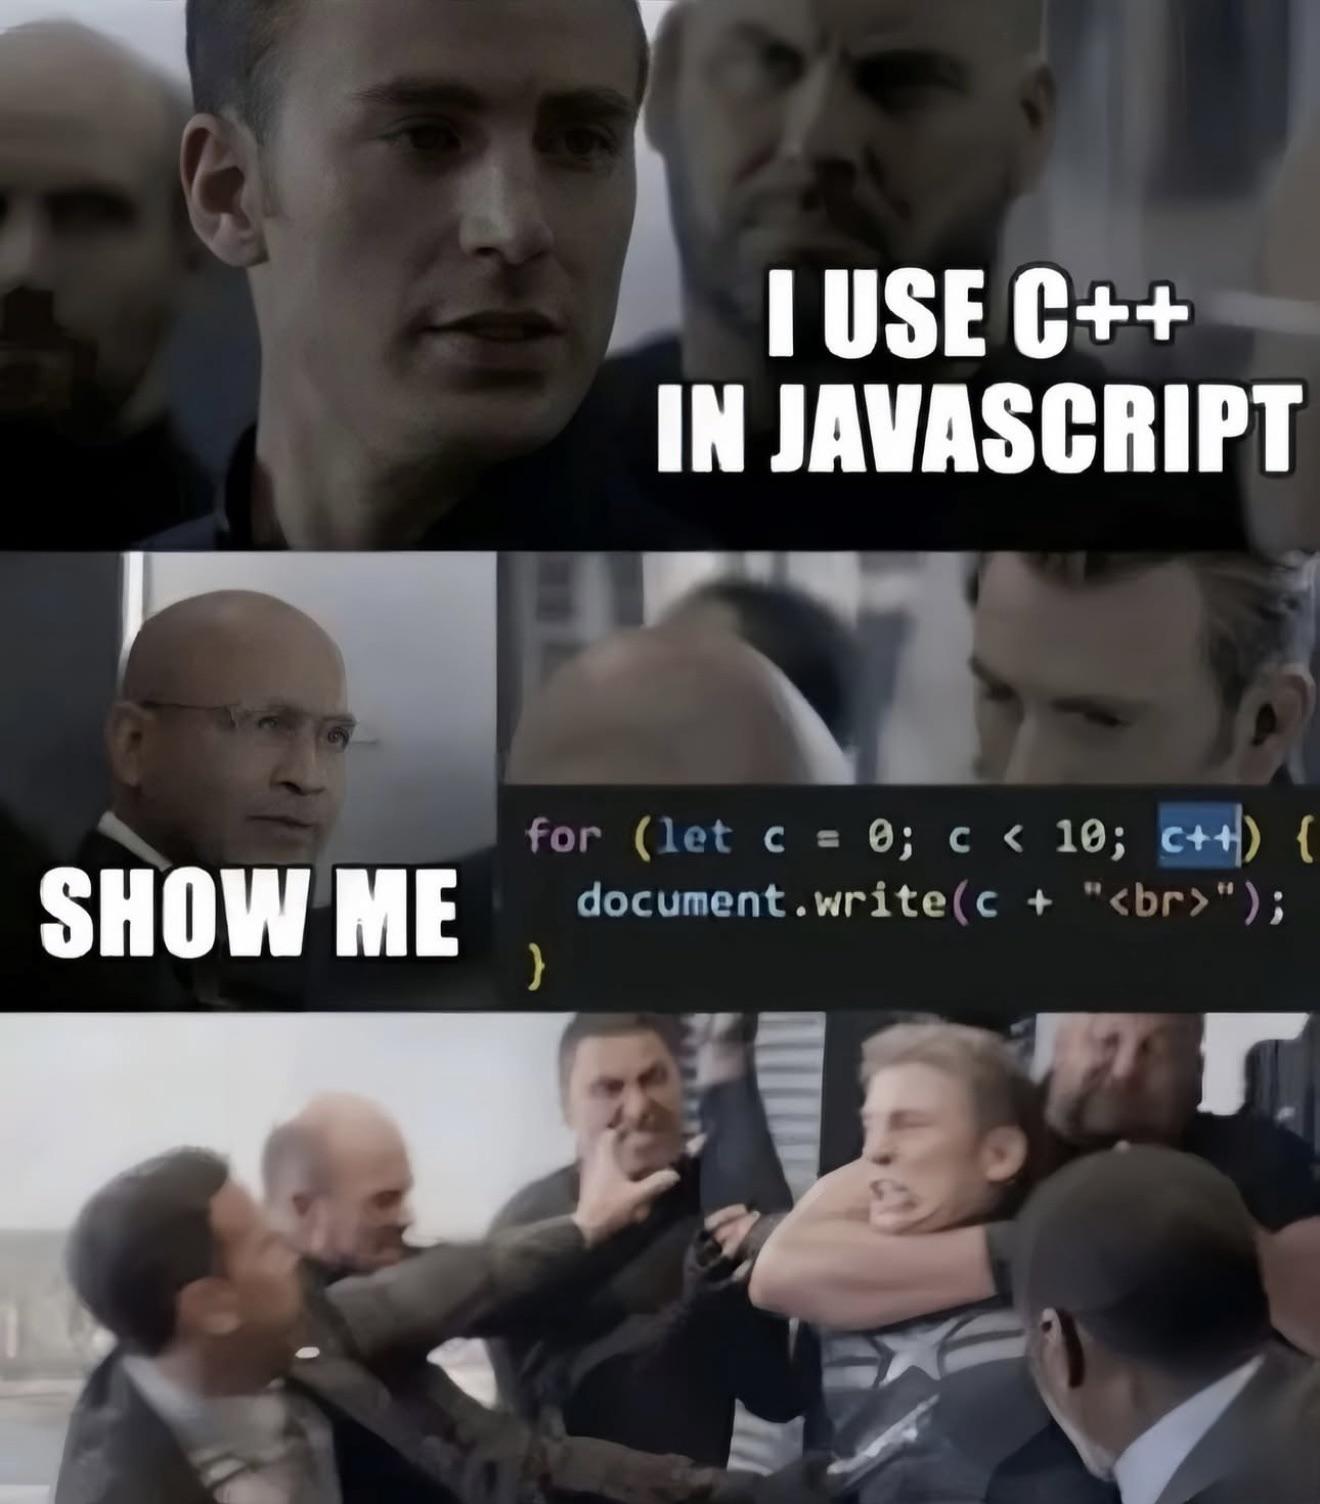 I USE C++
IN JAVASCRIPT
SHOW ME
for (let c = 0; c < 10; c++) {
  document.write(c + "<br>");
}